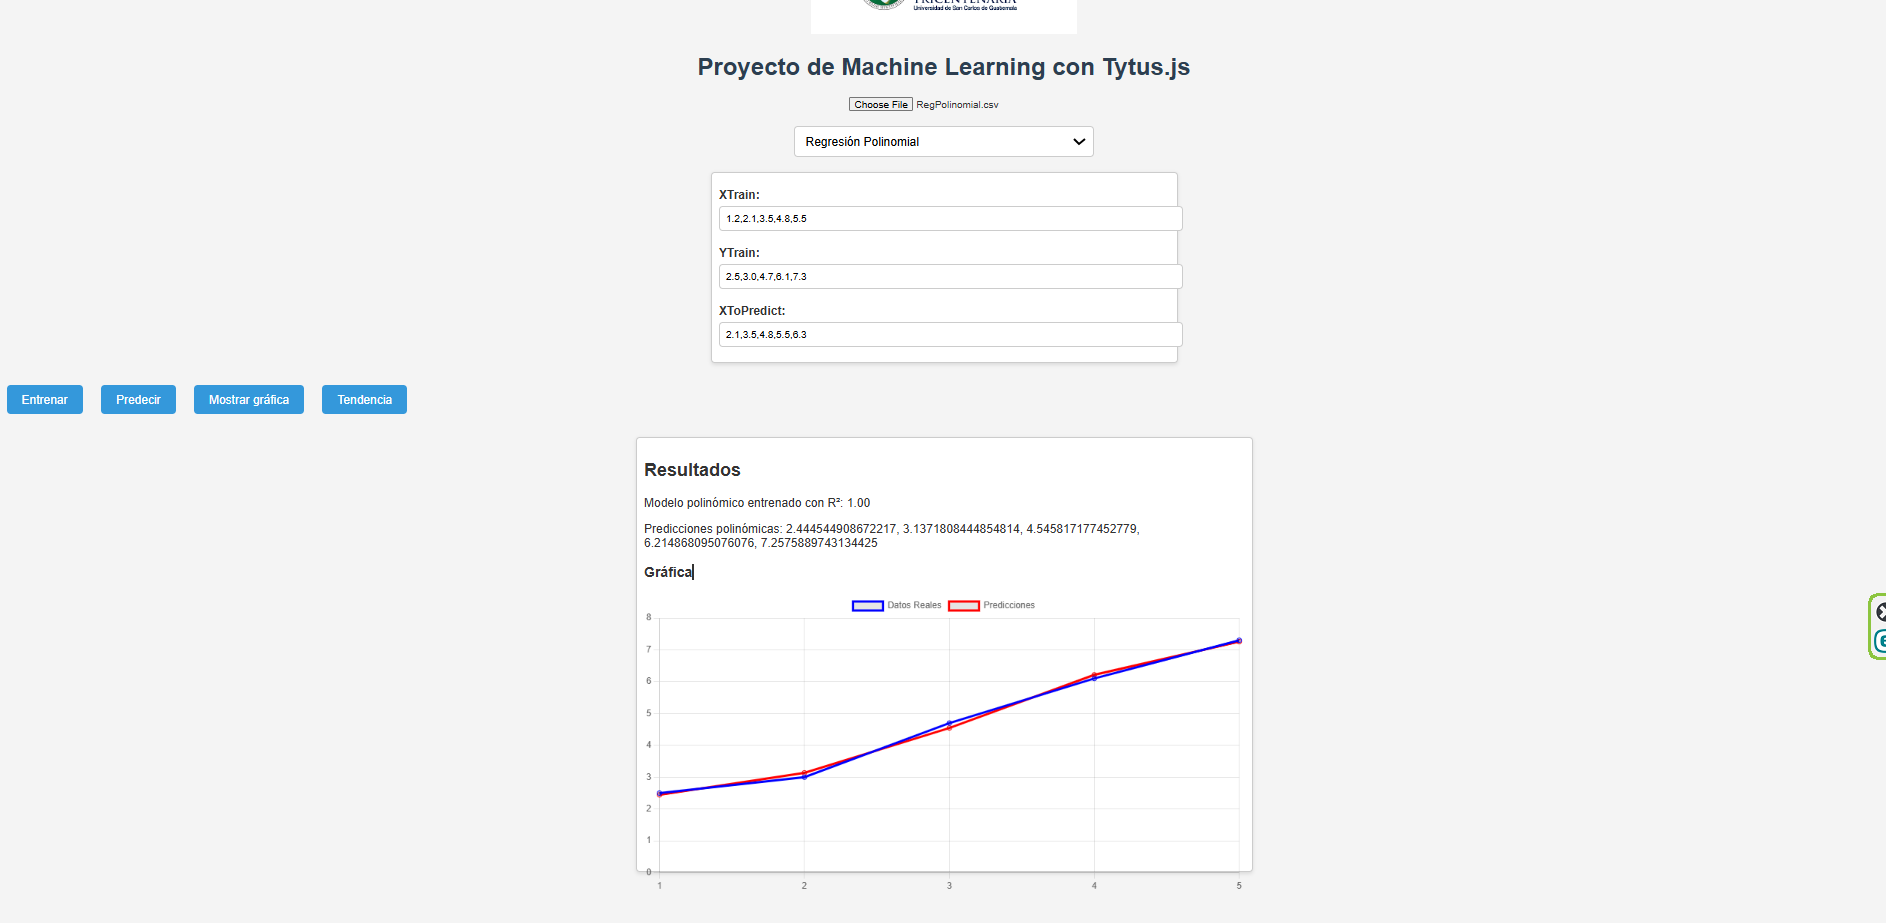 Universidad de San Carlos de Guatemala
Proyecto de Machine Learning con Tytus.js
Choose File RegPolinomial.csv
Regresión Polinomial
XTrain:
1.2,2.1,3.5,4.8,5.5
YTrain:
2.5,3.0,4.7,6.1,7.3
XToPredict:
2.1,3.5,4.8,5.5,6.3
Entrenar Predecir Mostrar gráfica Tendencia
Resultados
Modelo polinómico entrenado con R²: 1.00
Predicciones polinómicas: 2.444544908672217, 3.1371808444854814, 4.545817177452779,
6.214868095076076, 7.2575889743134425
Gráfica
Datos Reales Predicciones
8
7
6
5
4
3
2
1
0
1 2 3 4 5